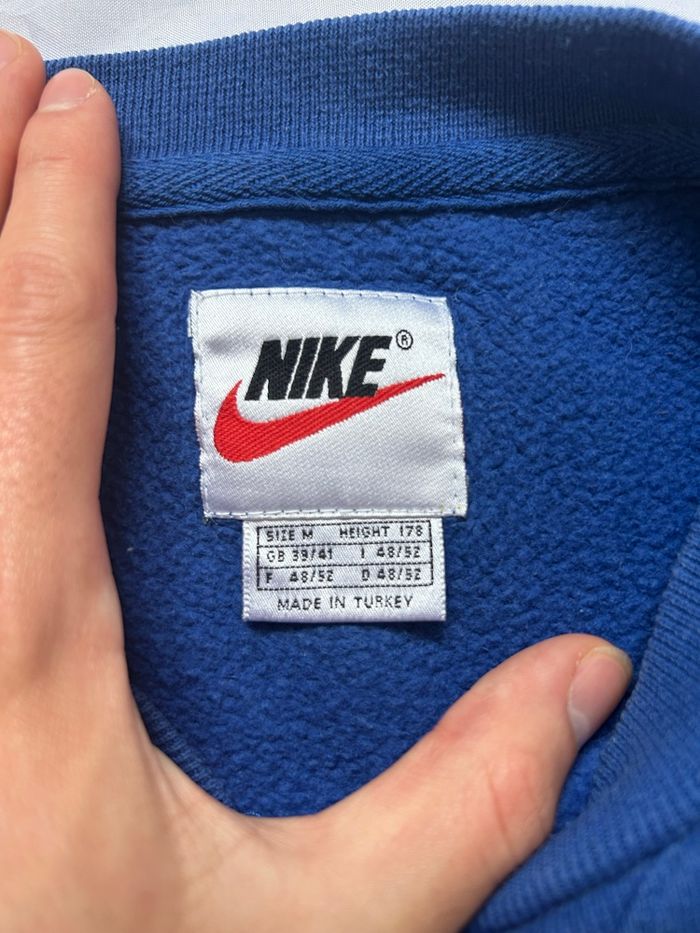 NIKE®
SIZE M HEIGHT 178
GB 39/41 I 48/52
F 48/52 D 48/52
MADE IN TURKEY